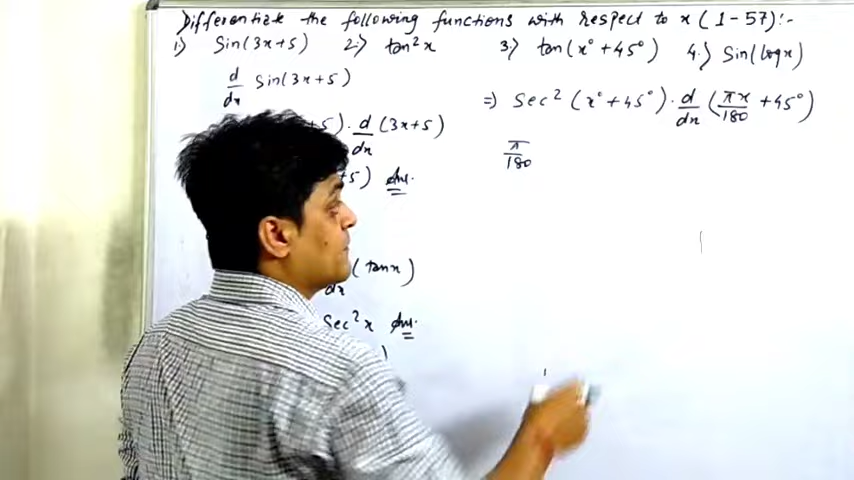 Differentiate the following functions with respect to x (1-57):-
1.) Sin(3x+5) 2.) tan²x 3.) tan(x°+45°) 4.) Sin(logx)
d/dx Sin(3x+5)
⇒ Sec²(x°+45°)·d/dx(πx/180+45°)
+5)·d/dx(3x+5)
π/180
+5) Ans.
dx(tanx)
Sec²x Ans.